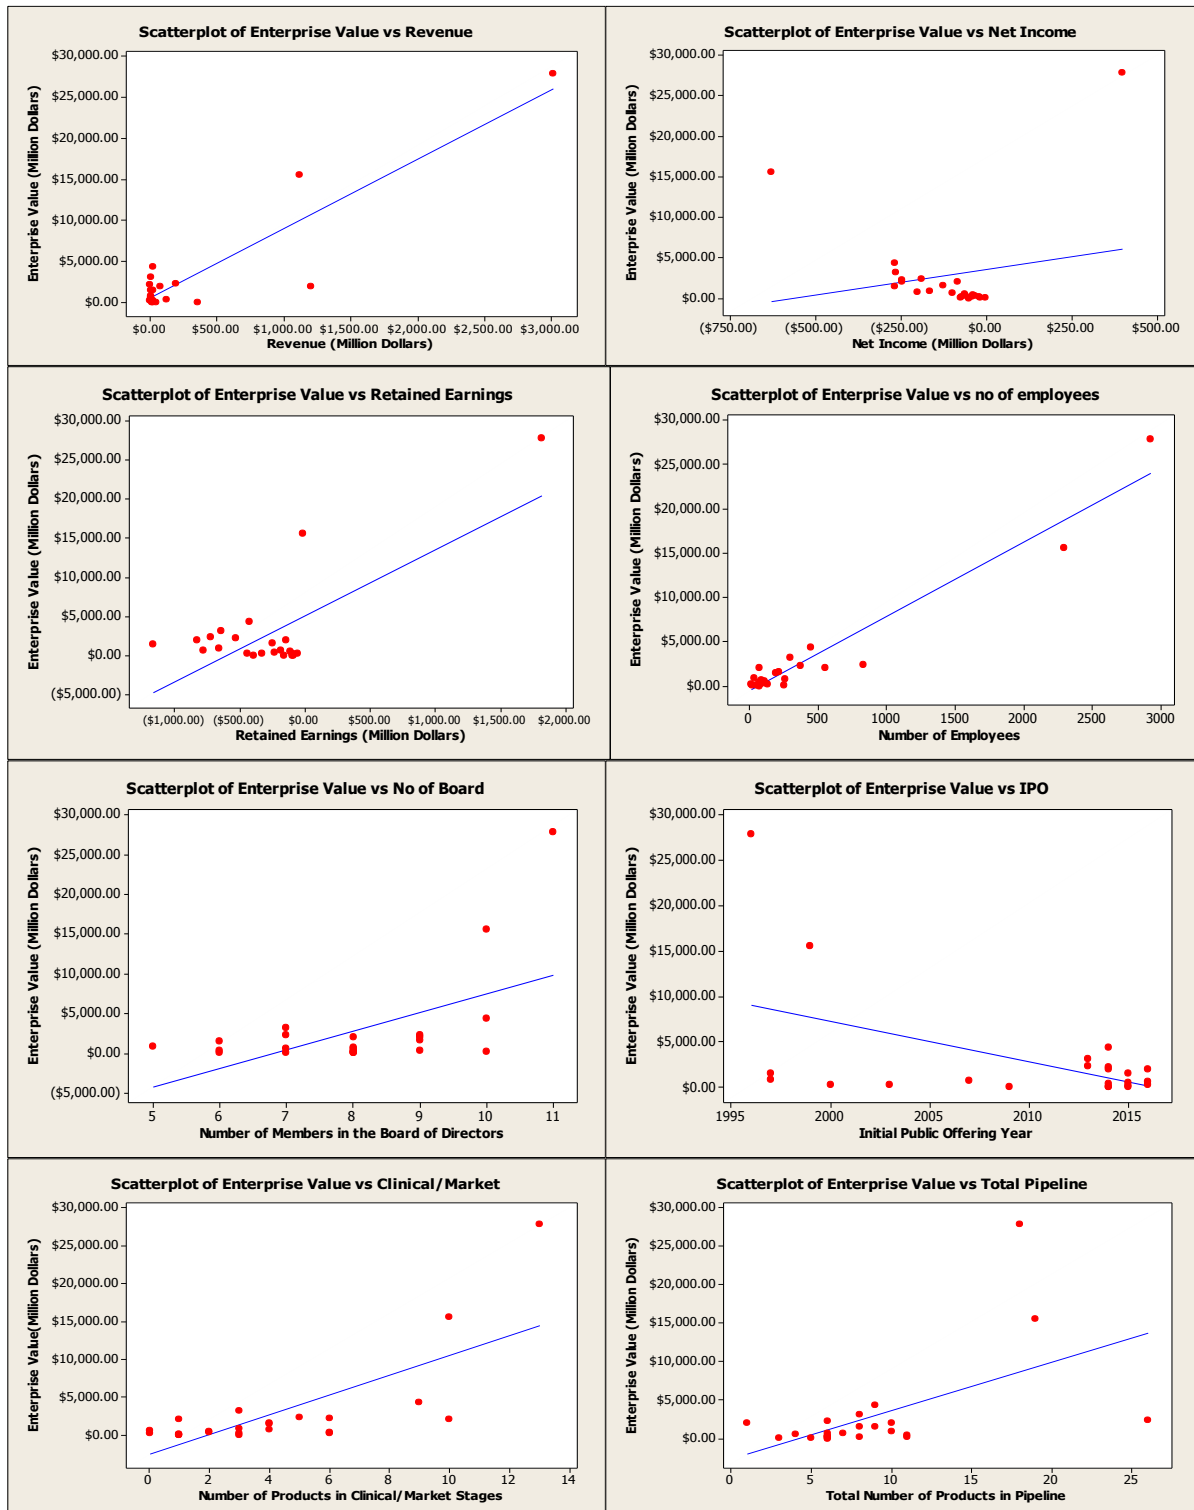 Scatterplot of Enterprise Value vs Revenue
Enterprise Value (Million Dollars)
$30,000.00
$25,000.00
$20,000.00
$15,000.00
$10,000.00
$5,000.00
$0.00
$0.00 $500.00 $1,000.00 $1,500.00 $2,000.00 $2,500.00 $3,000.00
Revenue (Million Dollars)
Scatterplot of Enterprise Value vs Net Income
Enterprise Value (Million Dollars)
$30,000.00
$25,000.00
$20,000.00
$15,000.00
$10,000.00
$5,000.00
$0.00
($750.00) ($500.00) ($250.00) $0.00 $250.00 $500.00
Net Income (Million Dollars)
Scatterplot of Enterprise Value vs Retained Earnings
Enterprise Value (Million Dollars)
$30,000.00
$25,000.00
$20,000.00
$15,000.00
$10,000.00
$5,000.00
$0.00
($5,000.00)
($1,000.00) ($500.00) $0.00 $500.00 $1,000.00 $1,500.00 $2,000.00
Retained Earnings (Million Dollars)
Scatterplot of Enterprise Value vs no of employees
Enterprise Value (Million Dollars)
$30,000.00
$25,000.00
$20,000.00
$15,000.00
$10,000.00
$5,000.00
$0.00
0 500 1000 1500 2000 2500 3000
Number of Employees
Scatterplot of Enterprise Value vs No of Board
Enterprise Value (Million Dollars)
$30,000.00
$25,000.00
$20,000.00
$15,000.00
$10,000.00
$5,000.00
$0.00
($5,000.00)
5 6 7 8 9 10 11
Number of Members in the Board of Directors
Scatterplot of Enterprise Value vs IPO
Enterprise Value (Million Dollars)
$30,000.00
$25,000.00
$20,000.00
$15,000.00
$10,000.00
$5,000.00
$0.00
1995 2000 2005 2010 2015
Initial Public Offering Year
Scatterplot of Enterprise Value vs Clinical/Market
Enterprise Value(Million Dollars)
$30,000.00
$25,000.00
$20,000.00
$15,000.00
$10,000.00
$5,000.00
$0.00
0 2 4 6 8 10 12 14
Number of Products in Clinical/Market Stages
Scatterplot of Enterprise Value vs Total Pipeline
Enterprise Value (Million Dollars)
$30,000.00
$25,000.00
$20,000.00
$15,000.00
$10,000.00
$5,000.00
$0.00
0 5 10 15 20 25
Total Number of Products in Pipeline